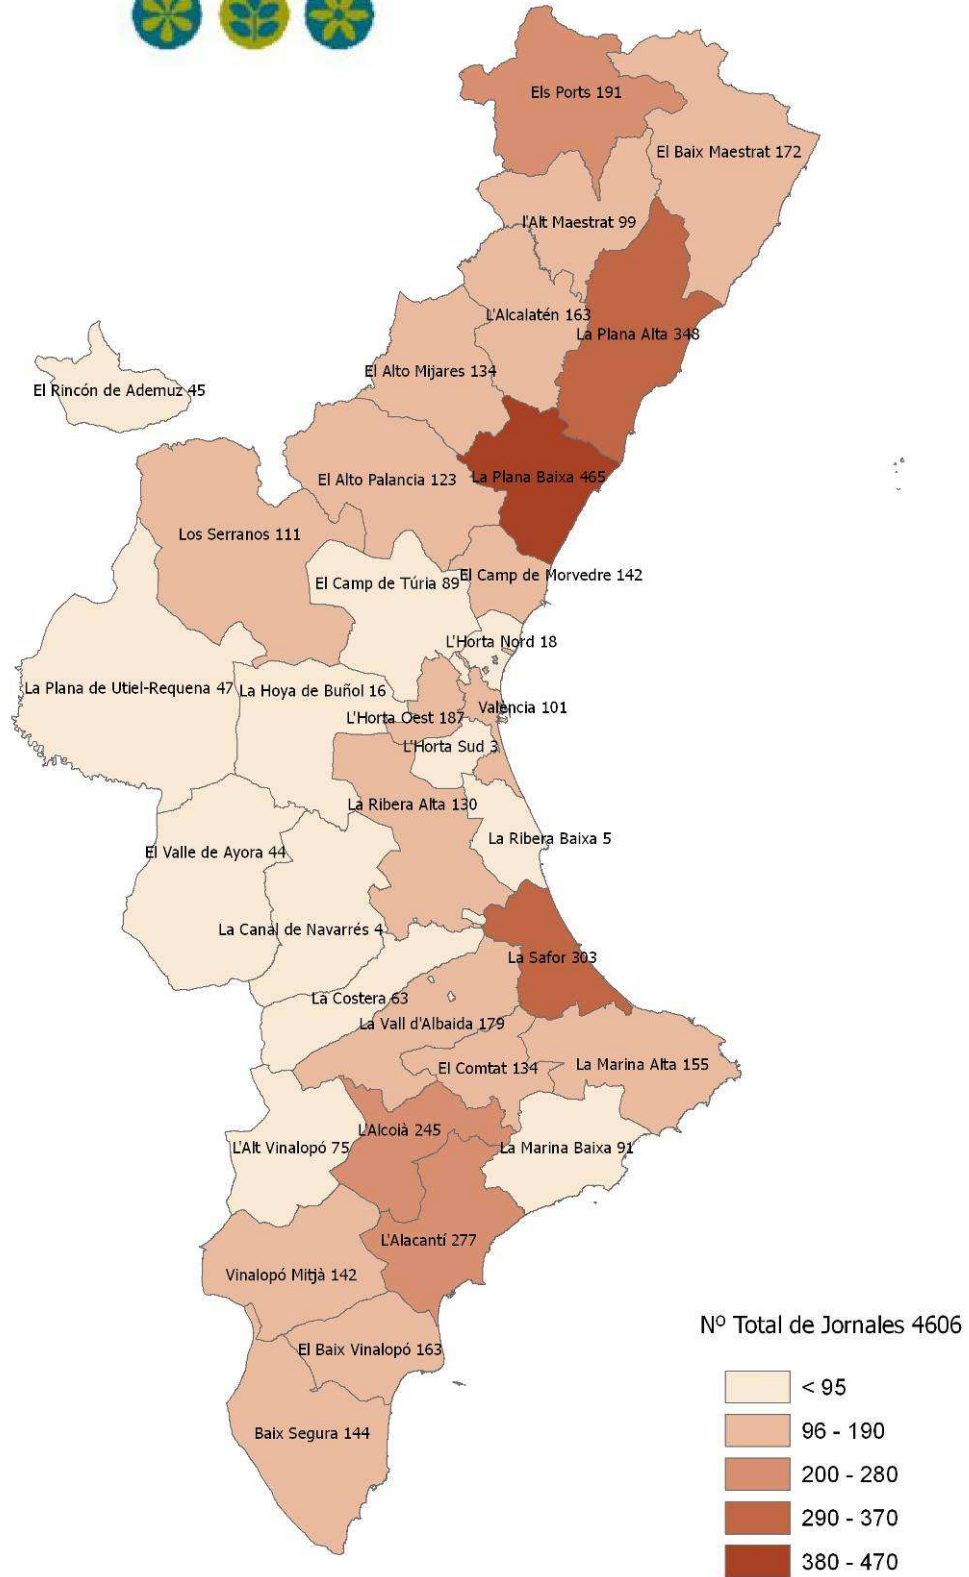 Els Ports 191
El Baix Maestrat 172
l'Alt Maestrat 99
L'Alcalatén 163
La Plana Alta 348
El Alto Mijares 134
El Rincón de Ademuz 45
La Plana Baixa 465
El Alto Palancia 123
Los Serranos 111
El Camp de Túria 89
El Camp de Morvedre 142
L'Horta Nord 18
La Plana de Utiel-Requena 47
La Hoya de Buñol 16
Valencia 101
L'Horta Oest 187
L'Horta Sud 3
La Ribera Alta 130
La Ribera Baixa 5
El Valle de Ayora 44
La Canal de Navarrés 4
La Safor 303
La Costera 63
La Vall d'Albaida 179
El Comtat 134
La Marina Alta 155
L'Alcoià 245
L'Alt Vinalopó 75
La Marina Baixa 91
L'Alacantí 277
Vinalopó Mitjà 142
Nº Total de Jornales 4606
El Baix Vinalopó 163
< 95
96 - 190
Baix Segura 144
200 - 280
290 - 370
380 - 470